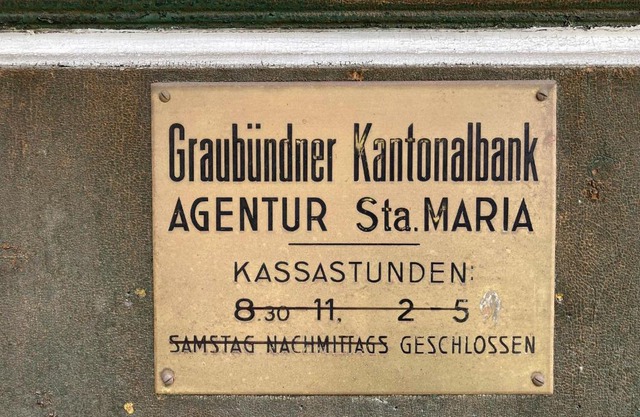 Graubündner Kantonalbank
AGENTUR Sta. MARIA
KASSASTUNDEN:
8.30 11. 2 - 5
SAMSTAG NACHMITTAGS GESCHLOSSEN